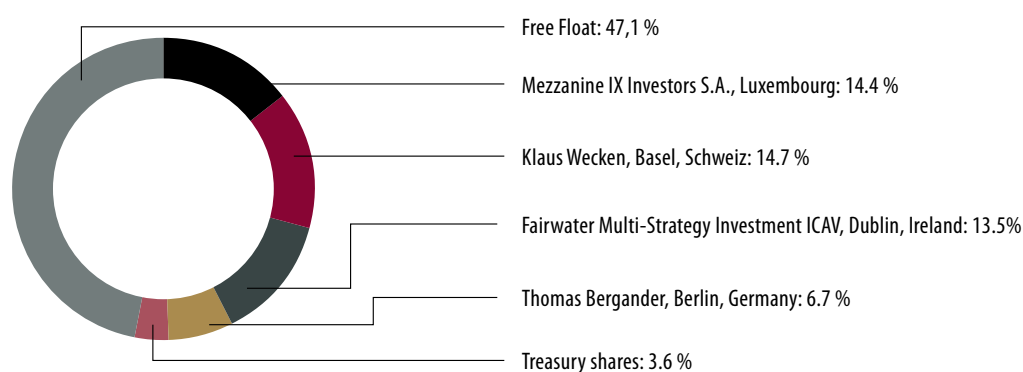 Free Float: 47,1 %
Mezzanine IX Investors S.A., Luxembourg: 14.4 %
Klaus Wecken, Basel, Schweiz: 14.7 %
Fairwater Multi-Strategy Investment ICAV, Dublin, Ireland: 13.5%
Thomas Bergander, Berlin, Germany: 6.7 %
Treasury shares: 3.6 %